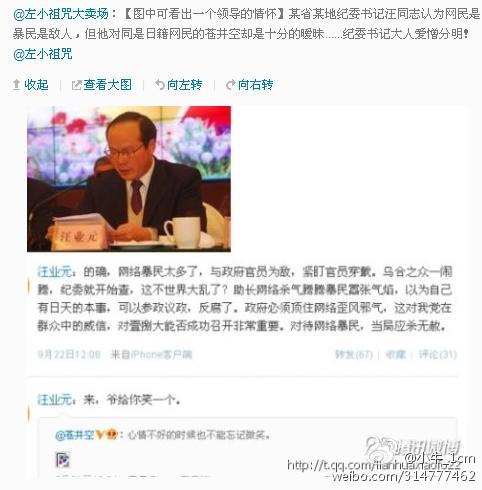 @左小祖咒大卖场：【图中可看出一个领导的情怀】某省某地纪委书记汪同志认为网民是
暴民是敌人，但他对同是日籍网民的苍井空却是十分的暧昧......纪委书记大人爱憎分明！
@左小祖咒
收起 | 查看大图 | 向左转 | 向右转
汪业元
汪业元：的确，网络暴民太多了，与政府官员为敌，紧盯官员穿戴。乌合之众一闹
腾，纪委就开始查，这不世界大乱了？助长网络杀气腾腾暴民嚣张气焰，以为自己
有日天的本事，可以参政议政，反腐了。政府必须顶住网络歪风邪气，这对我党在
群众中的威信，对壹捌大能否成功召开非常重要。对待网络暴民，当局应杀无赦。
9月22日12:08 来自iPhone客户端 转发(67) | 收藏 | 评论(31)
汪业元：来，爷给你笑一个。
@苍井空V：心情不好的时候也不能忘记微笑。
腾讯微博
@小生_1cm
weibo.com/314777462